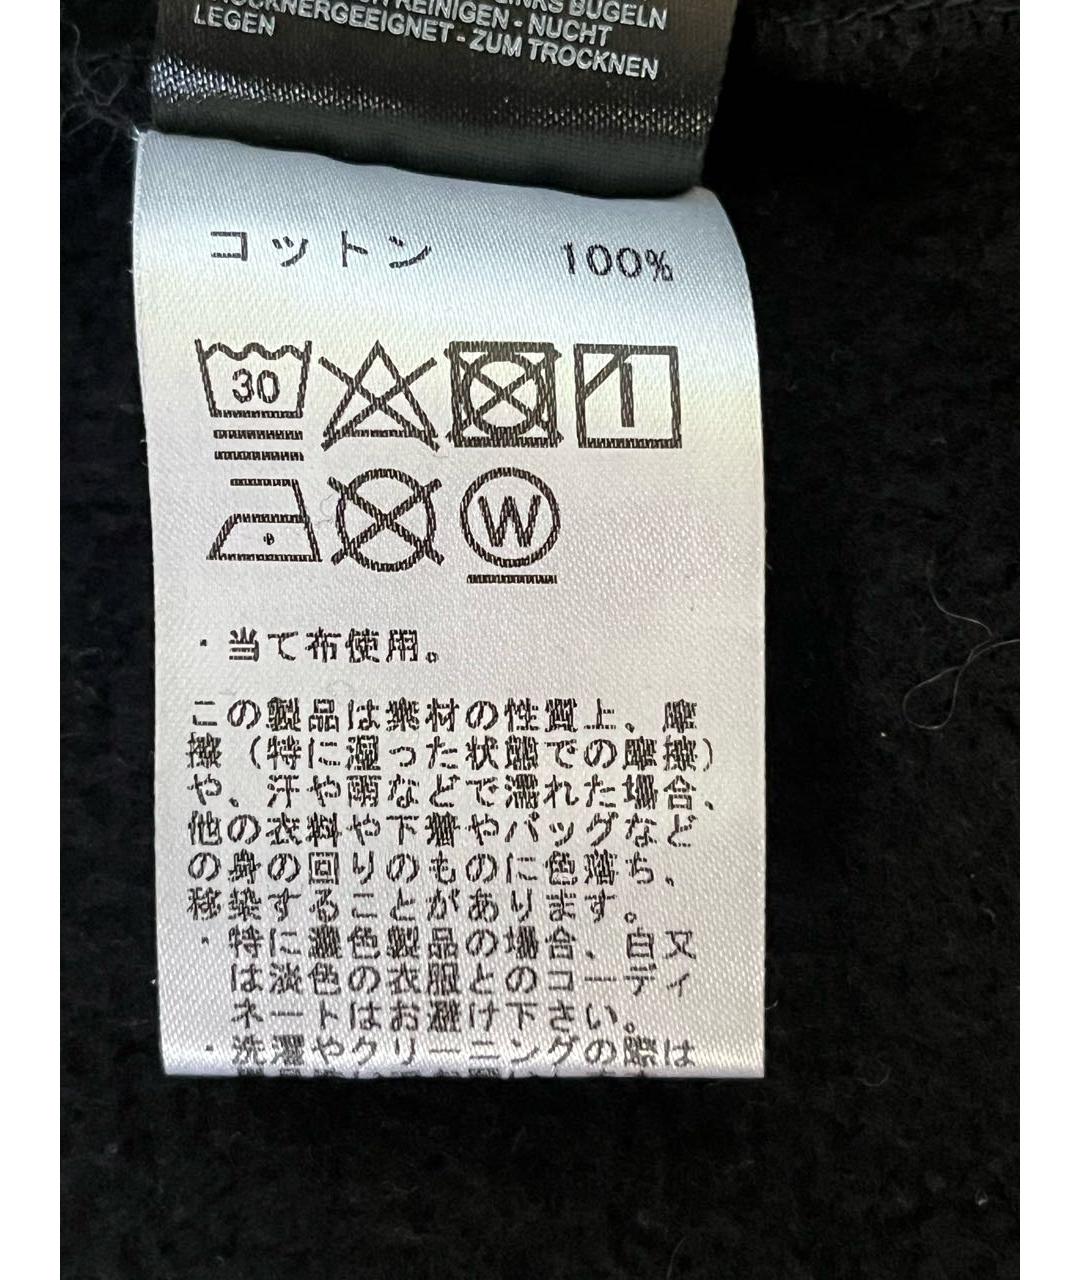 LINKS BÜGELN
REINIGEN - NUCHT
TROCKNERGEEIGNET - ZUM TROCKNEN
LEGEN
コットン 100%
30
W
・当て布使用。
この製品は素材の性質上、摩
擦(特に湿った状態での摩擦)
や、汗や雨などで濡れた場合、
他の衣料や下着やバッグなど
の身の回りのものに色落ち、
移染することがあります。
・特に濃色製品の場合、白又
は淡色の衣服とのコーディ
ネートはお避け下さい。
・洗濯やクリーニングの際は